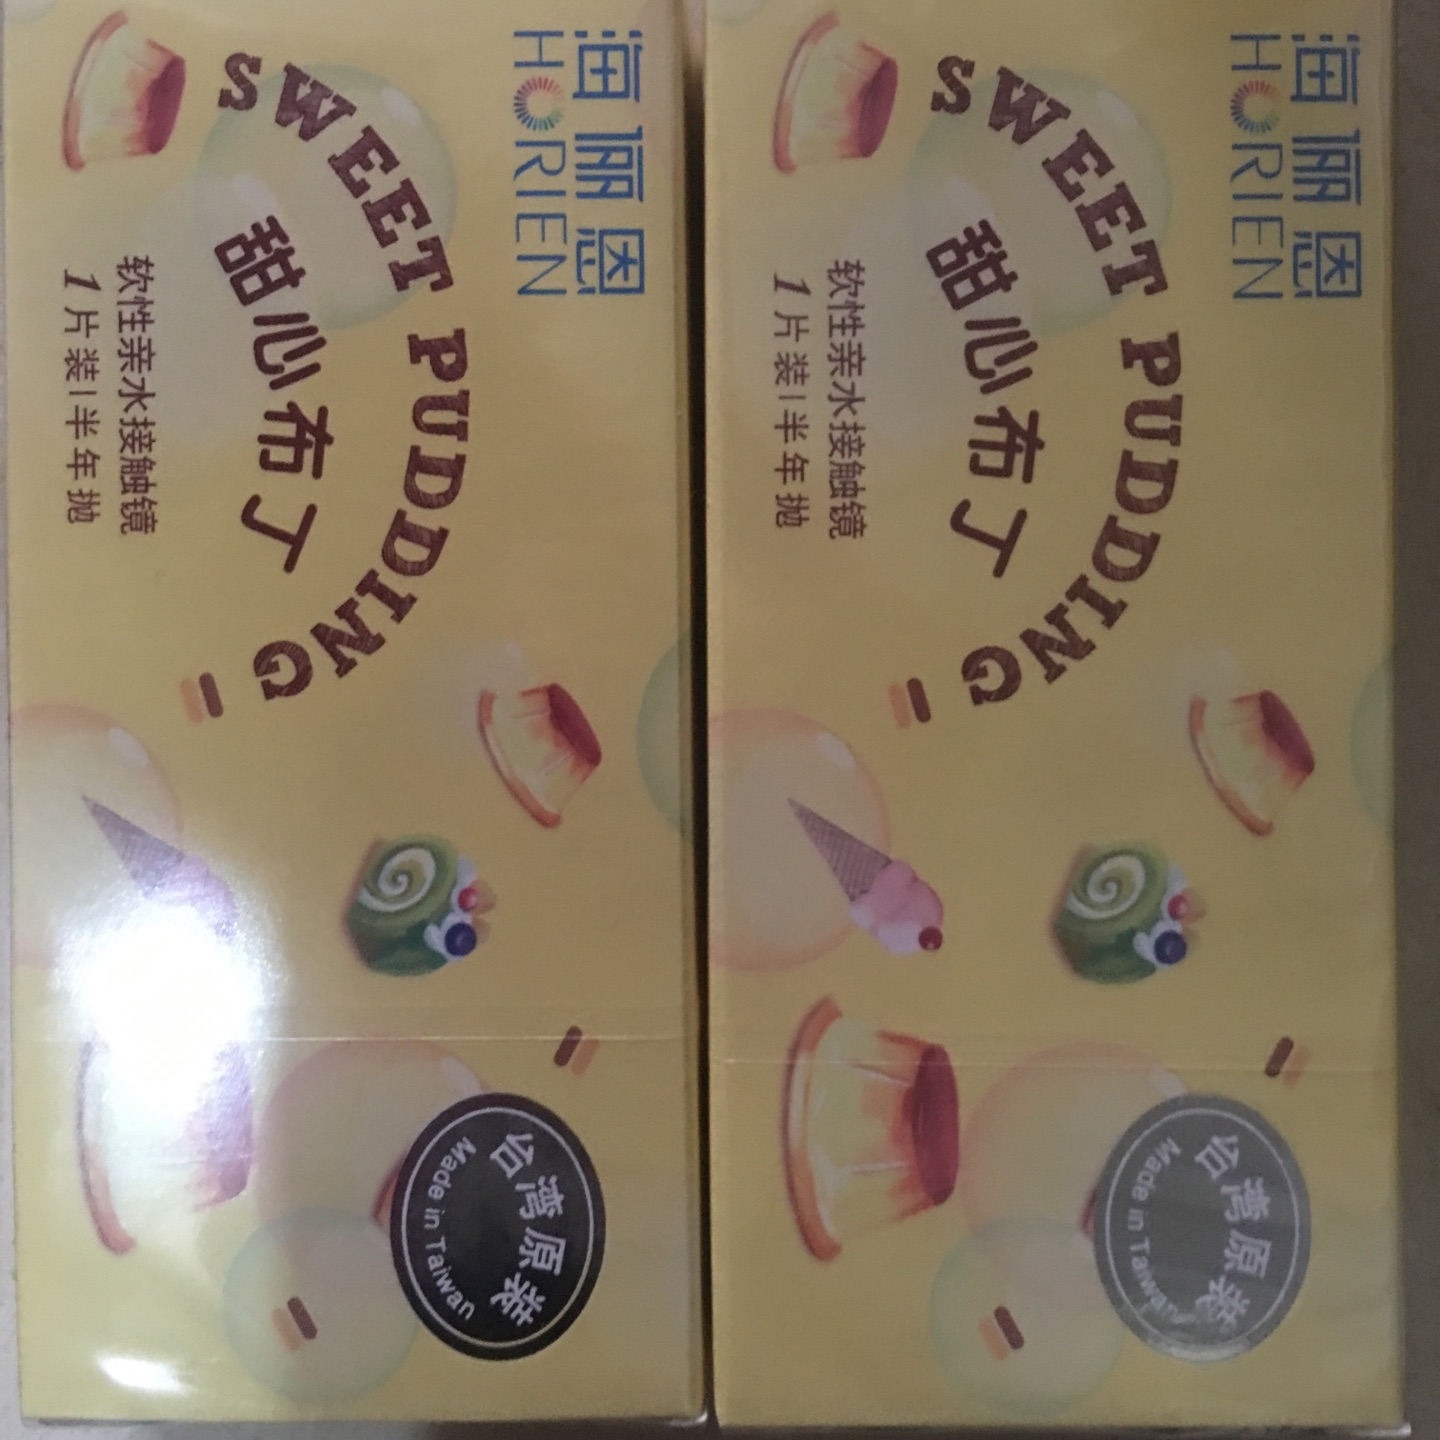 海俪恩
HORIEN
SWEET PUDDING
甜心布丁
软性亲水接触镜
1片装|半年抛
台湾原装
Made in Taiwan
海俪恩
HORIEN
SWEET PUDDING
甜心布丁
软性亲水接触镜
1片装|半年抛
台湾原装
Made in Taiwan